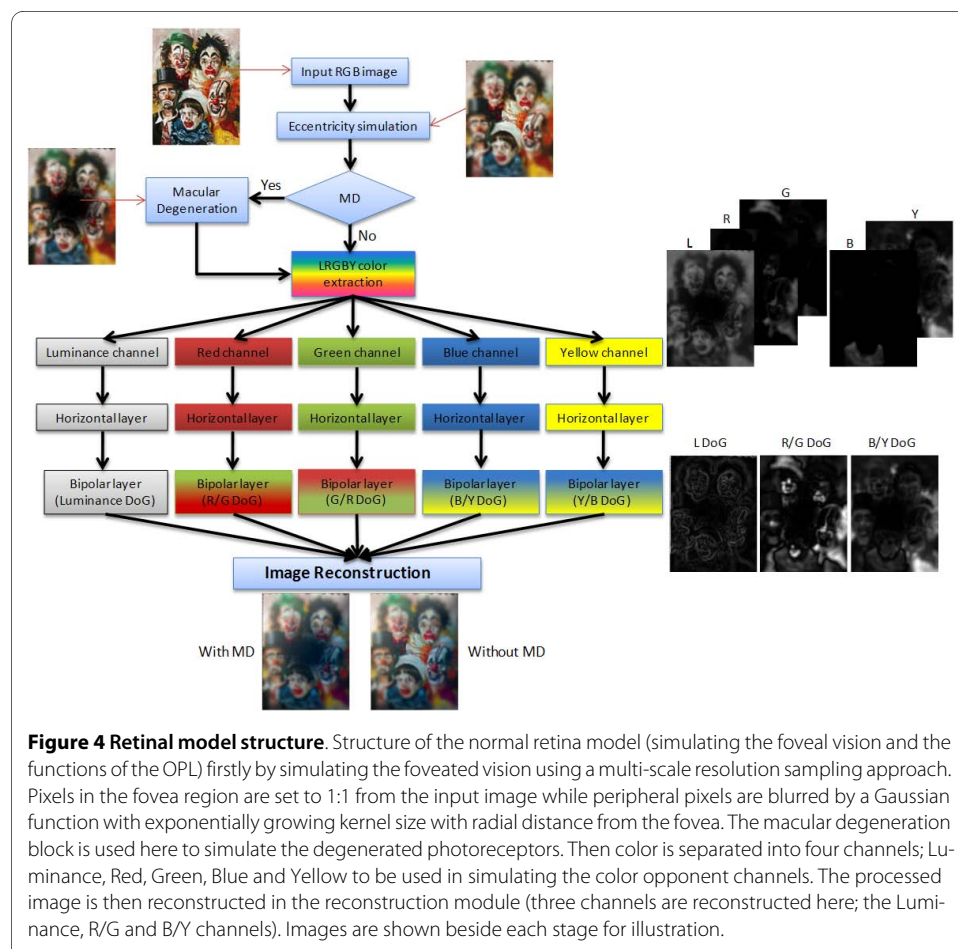 Input RGB image
Eccentricity simulation
Yes
Macular
Degeneration
MD
No
LRGBY color
extraction
G
R
Y
L
B
Luminance channel
Red channel
Green channel
Blue channel
Yellow channel
Horizontal layer
Horizontal layer
Horizontal layer
Horizontal layer
Horizontal layer
L DoG
R/G DoG
B/Y DoG
Bipolar layer
(Luminance DoG)
Bipolar layer
(R/G DoG)
Bipolar layer
(G/R DoG)
Bipolar layer
(B/Y DoG)
Bipolar layer
(Y/B DoG)
Image Reconstruction
With MD
Without MD
Figure 4 Retinal model structure. Structure of the normal retina model (simulating the foveal vision and the
functions of the OPL) firstly by simulating the foveated vision using a multi-scale resolution sampling approach.
Pixels in the fovea region are set to 1:1 from the input image while peripheral pixels are blurred by a Gaussian
function with exponentially growing kernel size with radial distance from the fovea. The macular degeneration
block is used here to simulate the degenerated photoreceptors. Then color is separated into four channels; Lu-
minance, Red, Green, Blue and Yellow to be used in simulating the color opponent channels. The processed
image is then reconstructed in the reconstruction module (three channels are reconstructed here; the Lumi-
nance, R/G and B/Y channels). Images are shown beside each stage for illustration.